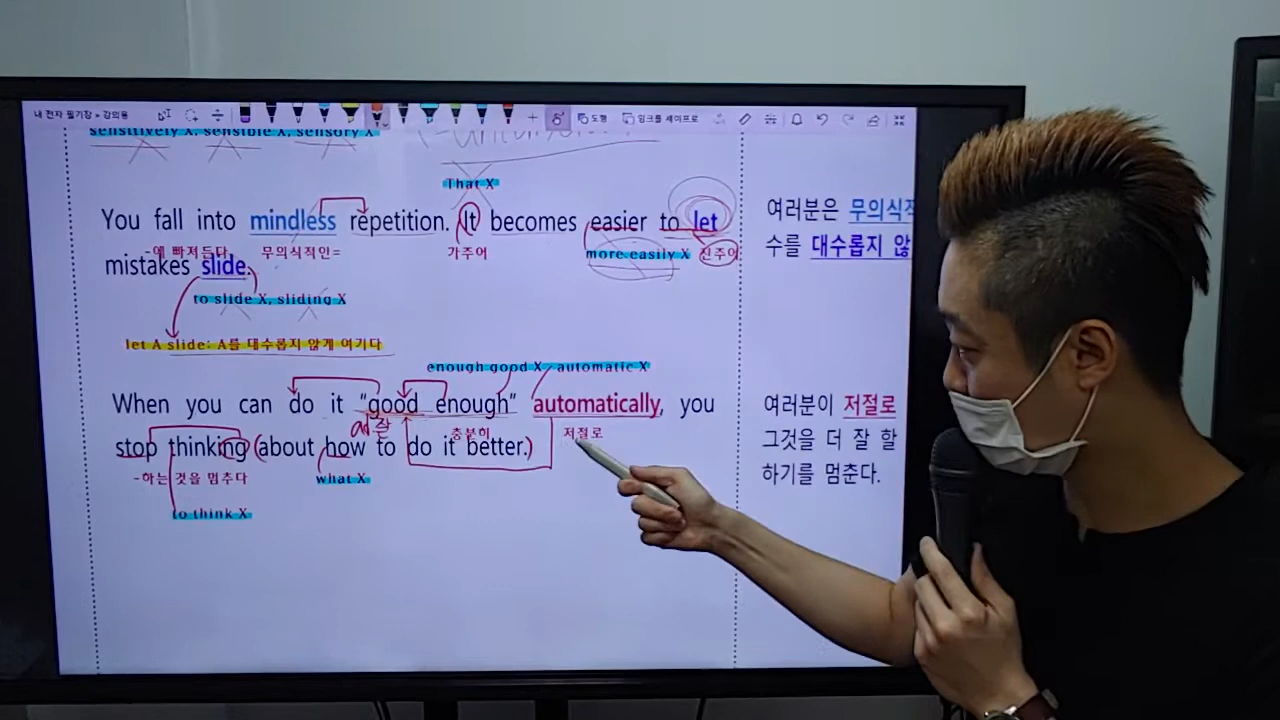 내 전자 필기장 » 강의용
도형
잉크를 셰이프로
sensitively X, sensible X, sensory X
That X
You fall into mindless repetition. It becomes easier to let
-에 빠져든다 무의식적인= 가주어 more easily X 진주어
mistakes slide.
to slide X, sliding X
let A slide: A를 대수롭지 않게 여기다
enough good X automatic X
When you can do it "good enough" automatically, you
ad 잘 충분히 저절로
stop thinking (about how to do it better.)
-하는 것을 멈추다 what X
to think X
여러분은 무의식적
수를 대수롭지 않
여러분이 저절로
그것을 더 잘 할
하기를 멈춘다.